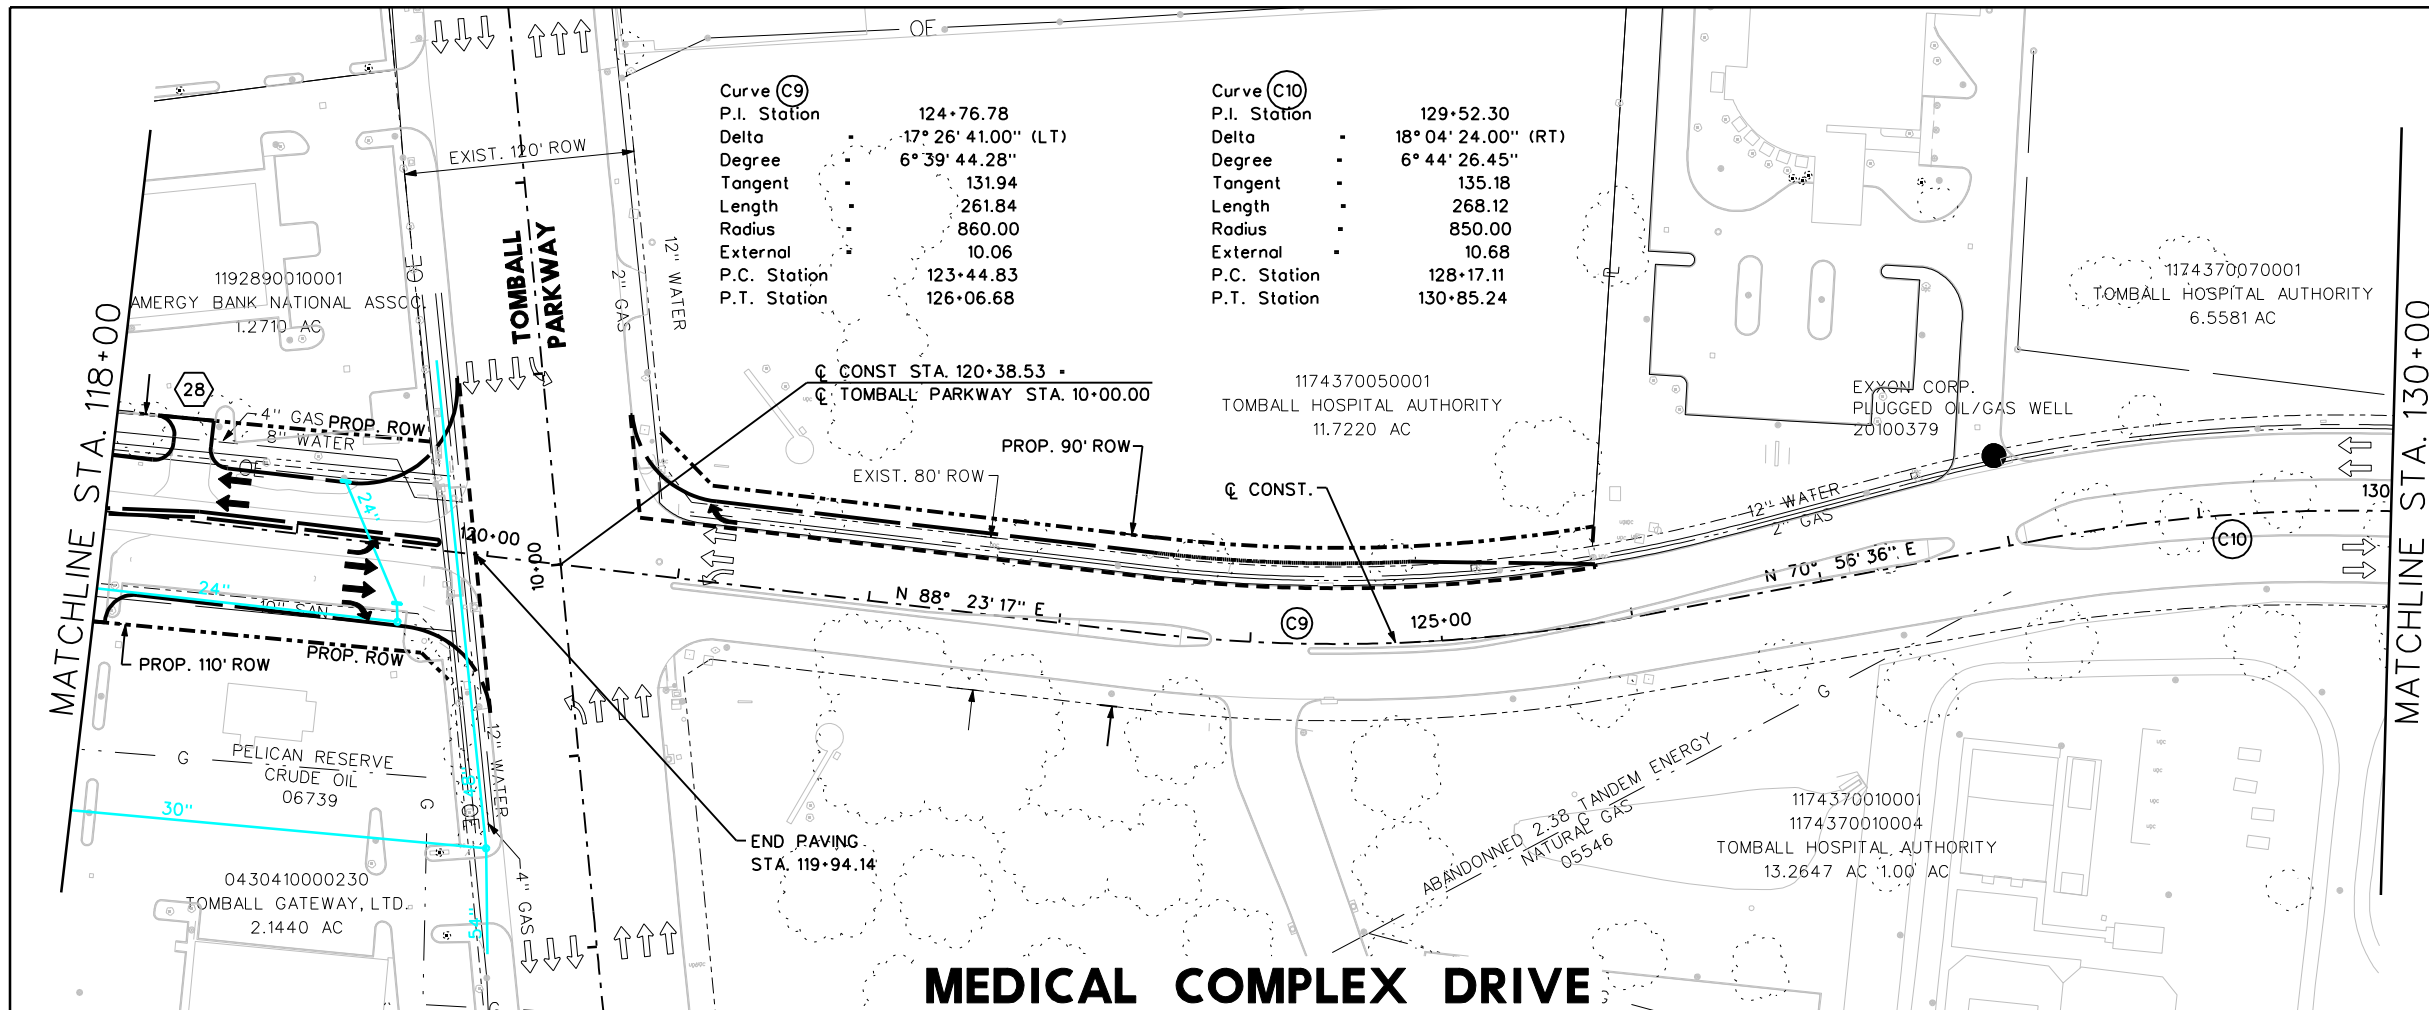 OF
Curve C9
P.I. Station 124+76.78
Delta - 17° 26' 41.00" (LT)
Degree - 6° 39' 44.28"
Tangent - 131.94
Length - 261.84
Radius - 860.00
External - 10.06
P.C. Station 123+44.83
P.T. Station 126+06.68
Curve C10
P.I. Station 129+52.30
Delta - 18° 04' 24.00" (RT)
Degree - 6° 44' 26.45"
Tangent - 135.18
Length - 268.12
Radius - 850.00
External - 10.68
P.C. Station 128+17.11
P.T. Station 130+85.24
EXIST. 120' ROW
TOMBALL
PARKWAY
12" WATER
2" GAS
OE
1192890010001
AMERGY BANK NATIONAL ASSOC.
1.2710 AC
MATCHLINE STA. 118+00
28
4" GAS
PROP. ROW
8" WATER
OE
24"
120+00
10+00
℄ CONST STA. 120+38.53 =
℄ TOMBALL PARKWAY STA. 10+00.00
1174370050001
TOMBALL HOSPITAL AUTHORITY
11.7220 AC
PROP. 90' ROW
EXIST. 80' ROW
℄ CONST.
EXXON CORP.
PLUGGED OIL/GAS WELL
20100379
1174370070001
TOMBALL HOSPITAL AUTHORITY
6.5581 AC
12" WATER
2" GAS
130
C10
MATCHLINE STA. 130+00
N 70° 56' 36" E
N 88° 23' 17" E
C9
125+00
24"
10" SAN
PROP. 110' ROW
PROP. ROW
G
PELICAN RESERVE
CRUDE OIL
06739
G
30"
48"
OE
12" WATER
4" GAS
54"
0430410000230
TOMBALL GATEWAY, LTD.
2.1440 AC
END PAVING
STA. 119+94.14
G
ABANDONNED 2.38 TANDEM ENERGY
G
NATURAL GAS
05546
1174370010001
1174370010004
TOMBALL HOSPITAL AUTHORITY
13.2647 AC 1.00 AC
MEDICAL COMPLEX DRIVE